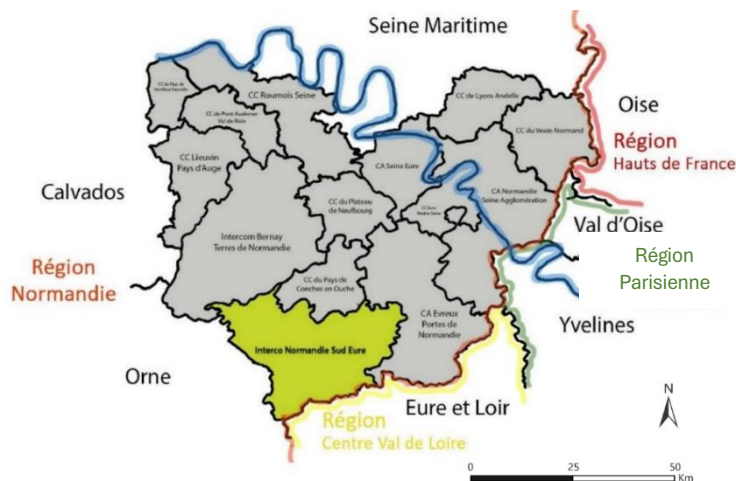 Seine Maritime
CC Roumois Seine
CC de Pont-Audemer
Val de Risle
CC de Lyons Andelle
CC du Vexin Normand
Oise
Région
Hauts de France
CC Lieuvin
Pays d'Auge
CA Seine Eure
Calvados
CC du Plateau
de Neufbourg
CA Normandie
Seine Agglomération
Val d'Oise
Intercom Bernay
Terres de Normandie
Région
Parisienne
Région
Normandie
CC du Pays de
Conches en Ouche
CA Evreux
Portes de
Normandie
Yvelines
Interco Normandie Sud Eure
Orne
Eure et Loir
Région
Centre Val de Loire
N
0
25
50
Km